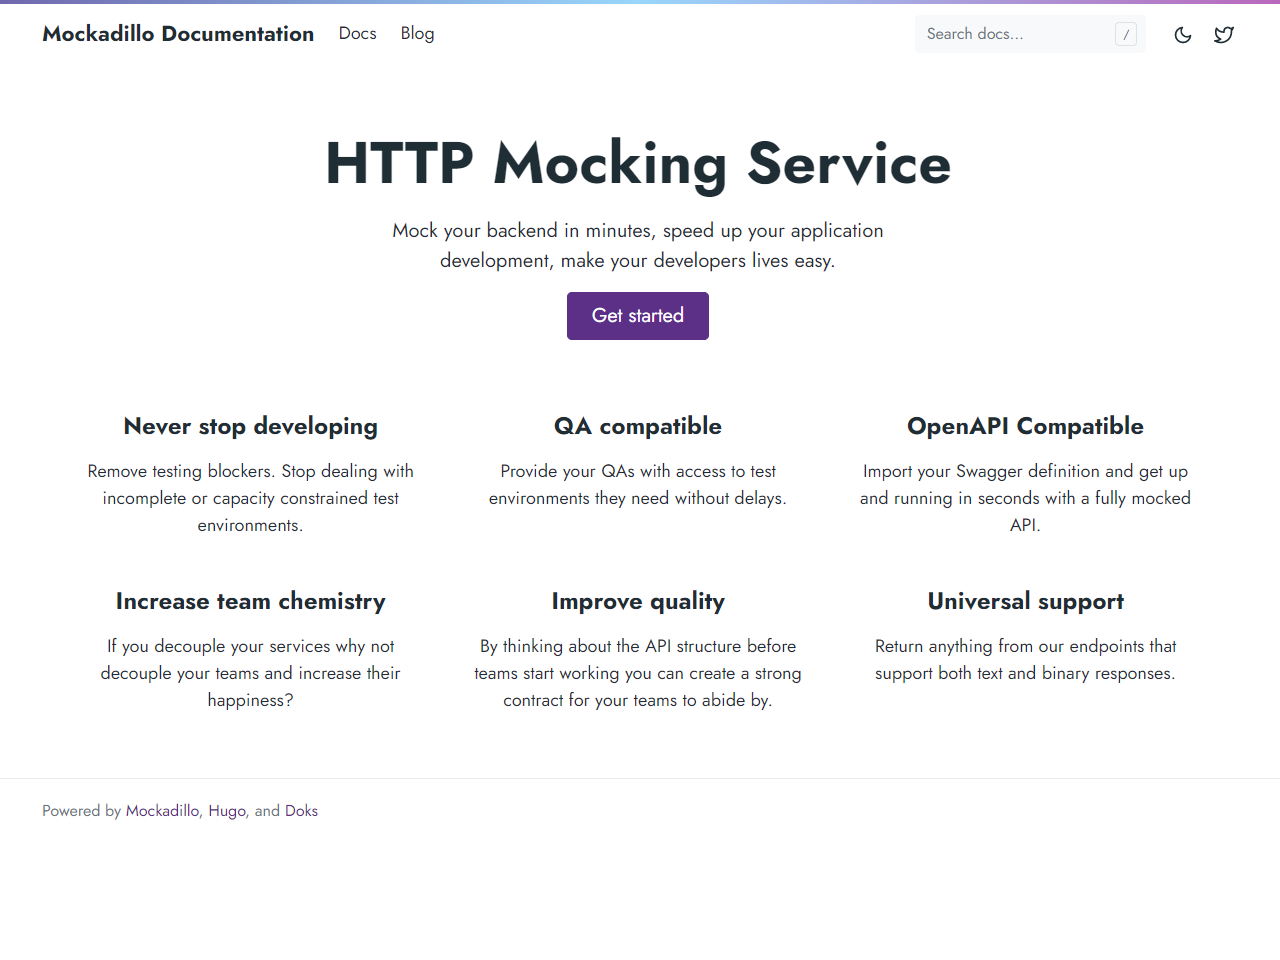 Mockadillo Documentation Docs Blog Search docs... /
HTTP Mocking Service
Mock your backend in minutes, speed up your application
development, make your developers lives easy.
Get started
Never stop developing
Remove testing blockers. Stop dealing with
incomplete or capacity constrained test
environments.
QA compatible
Provide your QAs with access to test
environments they need without delays.
OpenAPI Compatible
Import your Swagger definition and get up
and running in seconds with a fully mocked
API.
Increase team chemistry
If you decouple your services why not
decouple your teams and increase their
happiness?
Improve quality
By thinking about the API structure before
teams start working you can create a strong
contract for your teams to abide by.
Universal support
Return anything from our endpoints that
support both text and binary responses.
Powered by Mockadillo, Hugo, and Doks